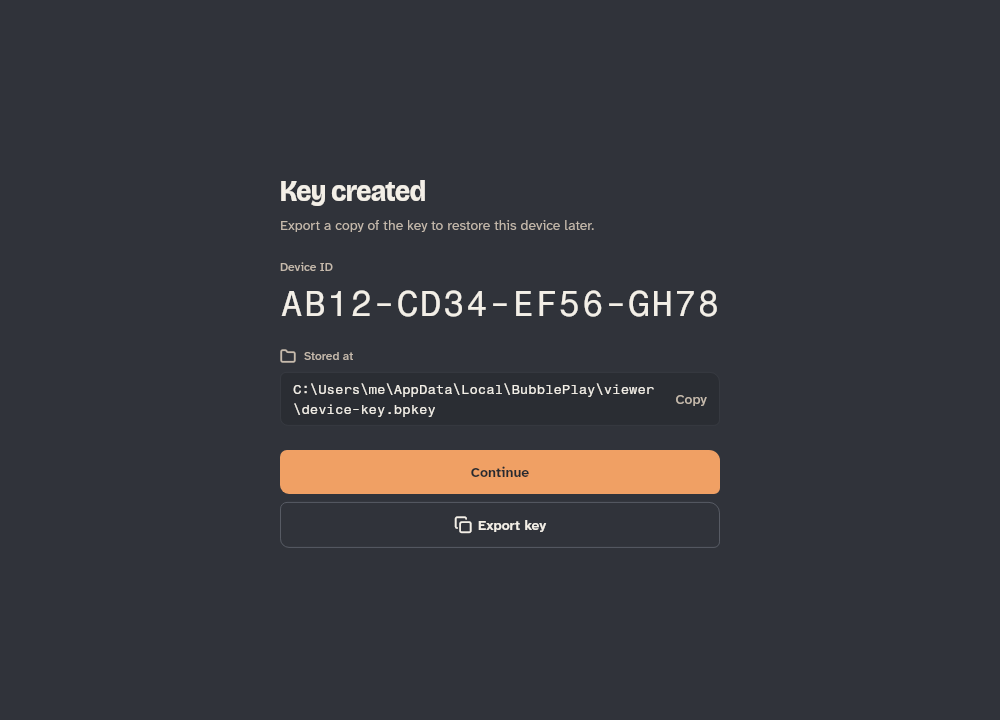 Key created
Export a copy of the key to restore this device later.
Device ID
AB12-CD34-EF56-GH78
Stored at
C:\Users\me\AppData\Local\BubblePlay\viewer
\device-key.bpkey
Copy
Continue
Export key